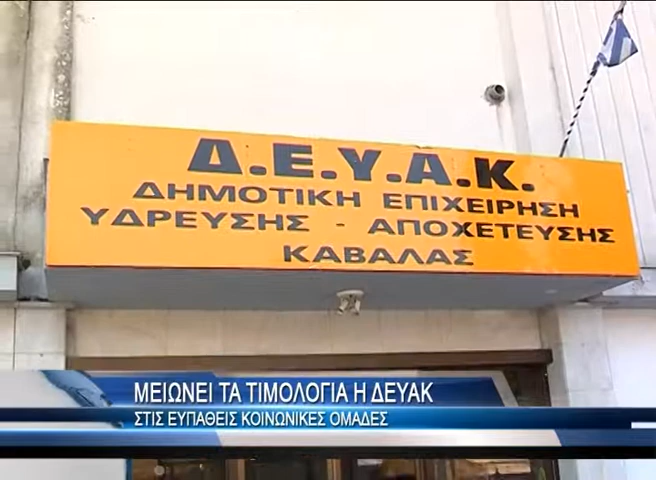 Δ.Ε.Υ.Α.Κ.
ΔΗΜΟΤΙΚΗ ΕΠΙΧΕΙΡΗΣΗ
ΥΔΡΕΥΣΗΣ - ΑΠΟΧΕΤΕΥΣΗΣ
ΚΑΒΑΛΑΣ
ΜΕΙΩΝΕΙ ΤΑ ΤΙΜΟΛΟΓΙΑ Η ΔΕΥΑΚ
ΣΤΙΣ ΕΥΠΑΘΕΙΣ ΚΟΙΝΩΝΙΚΕΣ ΟΜΑΔΕΣ